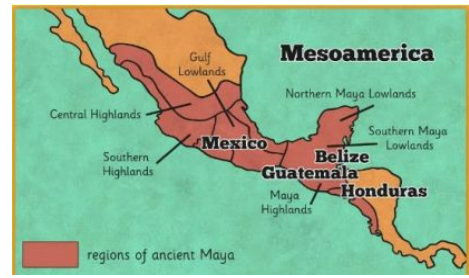 Mesoamerica
Gulf
Lowlands
Northern Maya Lowlands
Central Highlands
Southern Maya
Lowlands
Mexico
Belize
Southern
Highlands
Guatemala
Maya
Highlands
Honduras
regions of ancient Maya